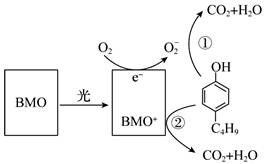 CO₂+H₂O
O₂ O₂⁻
①
e⁻
OH
BMO 光 BMO⁺
②
C₄H₉
CO₂+H₂O